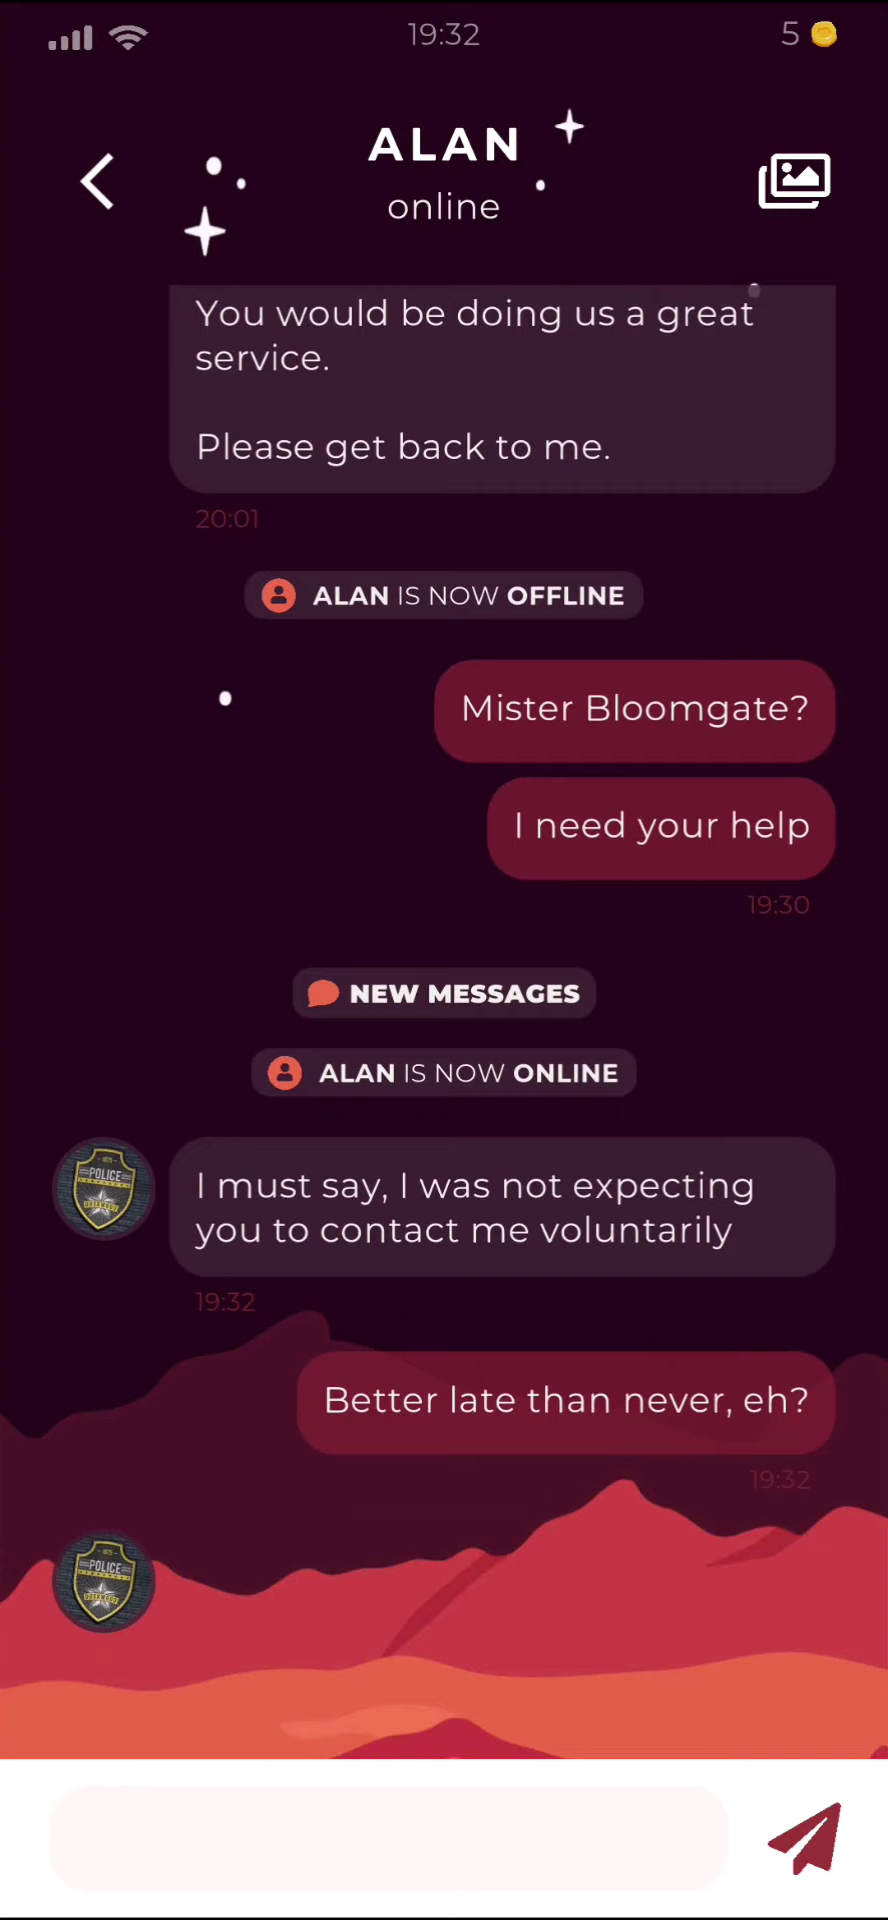 19:32
5
ALAN
online
You would be doing us a great
service.
Please get back to me.
20:01
ALAN IS NOW OFFLINE
Mister Bloomgate?
I need your help
19:30
NEW MESSAGES
ALAN IS NOW ONLINE
POLICE
I must say, I was not expecting
you to contact me voluntarily
19:32
Better late than never, eh?
19:32
POLICE